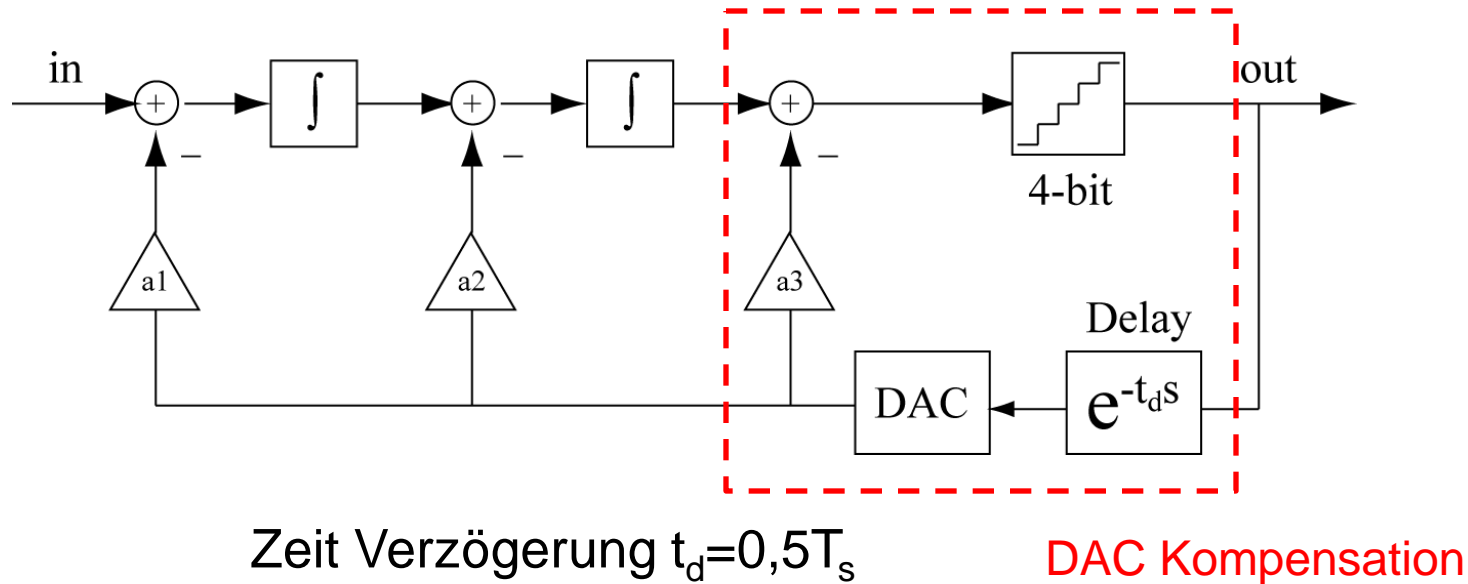 in
+
∫
+
∫
+
out
−
−
−
4-bit
a1
a2
a3
Delay
DAC
e^{-t_d s}
Zeit Verzögerung t_d=0,5T_s
DAC Kompensation